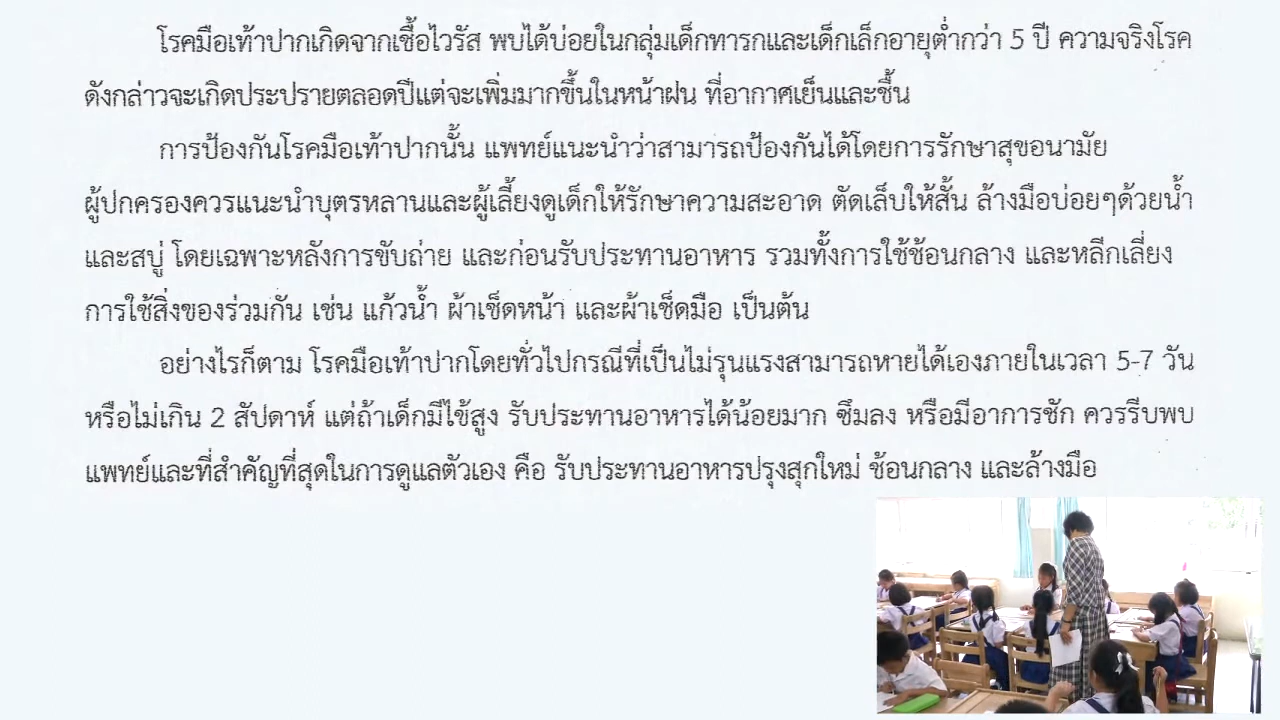 โรคมือเท้าปากเกิดจากเชื้อไวรัส พบได้บ่อยในกลุ่มเด็กทารกและเด็กเล็กอายุต่ำกว่า 5 ปี ความจริงโรค
ดังกล่าวจะเกิดประปรายตลอดปีแต่จะเพิ่มมากขึ้นในหน้าฝน ที่อากาศเย็นและชื้น
การป้องกันโรคมือเท้าปากนั้น แพทย์แนะนำว่าสามารถป้องกันได้โดยการรักษาสุขอนามัย
ผู้ปกครองควรแนะนำบุตรหลานและผู้เลี้ยงดูเด็กให้รักษาความสะอาด ตัดเล็บให้สั้น ล้างมือบ่อยๆด้วยน้ำ
และสบู่ โดยเฉพาะหลังการขับถ่าย และก่อนรับประทานอาหาร รวมทั้งการใช้ช้อนกลาง และหลีกเลี่ยง
การใช้สิ่งของร่วมกัน เช่น แก้วน้ำ ผ้าเช็ดหน้า และผ้าเช็ดมือ เป็นต้น
อย่างไรก็ตาม โรคมือเท้าปากโดยทั่วไปกรณีที่เป็นไม่รุนแรงสามารถหายได้เองภายในเวลา 5-7 วัน
หรือไม่เกิน 2 สัปดาห์ แต่ถ้าเด็กมีไข้สูง รับประทานอาหารได้น้อยมาก ซึมลง หรือมีอาการชัก ควรรีบพบ
แพทย์และที่สำคัญที่สุดในการดูแลตัวเอง คือ รับประทานอาหารปรุงสุกใหม่ ช้อนกลาง และล้างมือ